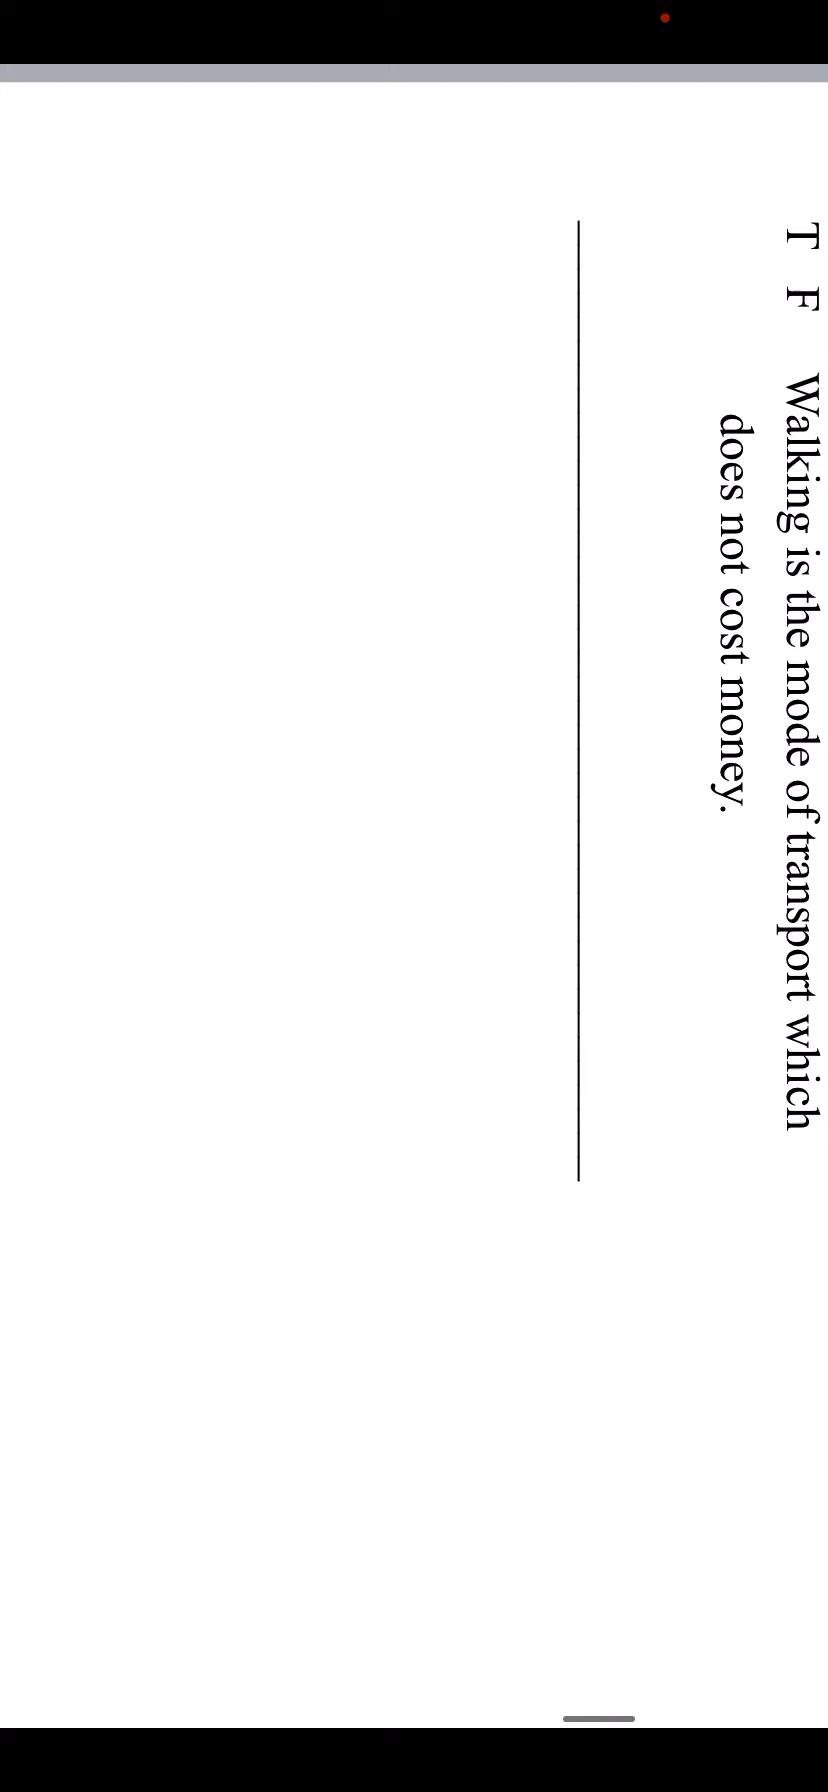 T F Walking is the mode of transport which
does not cost money.